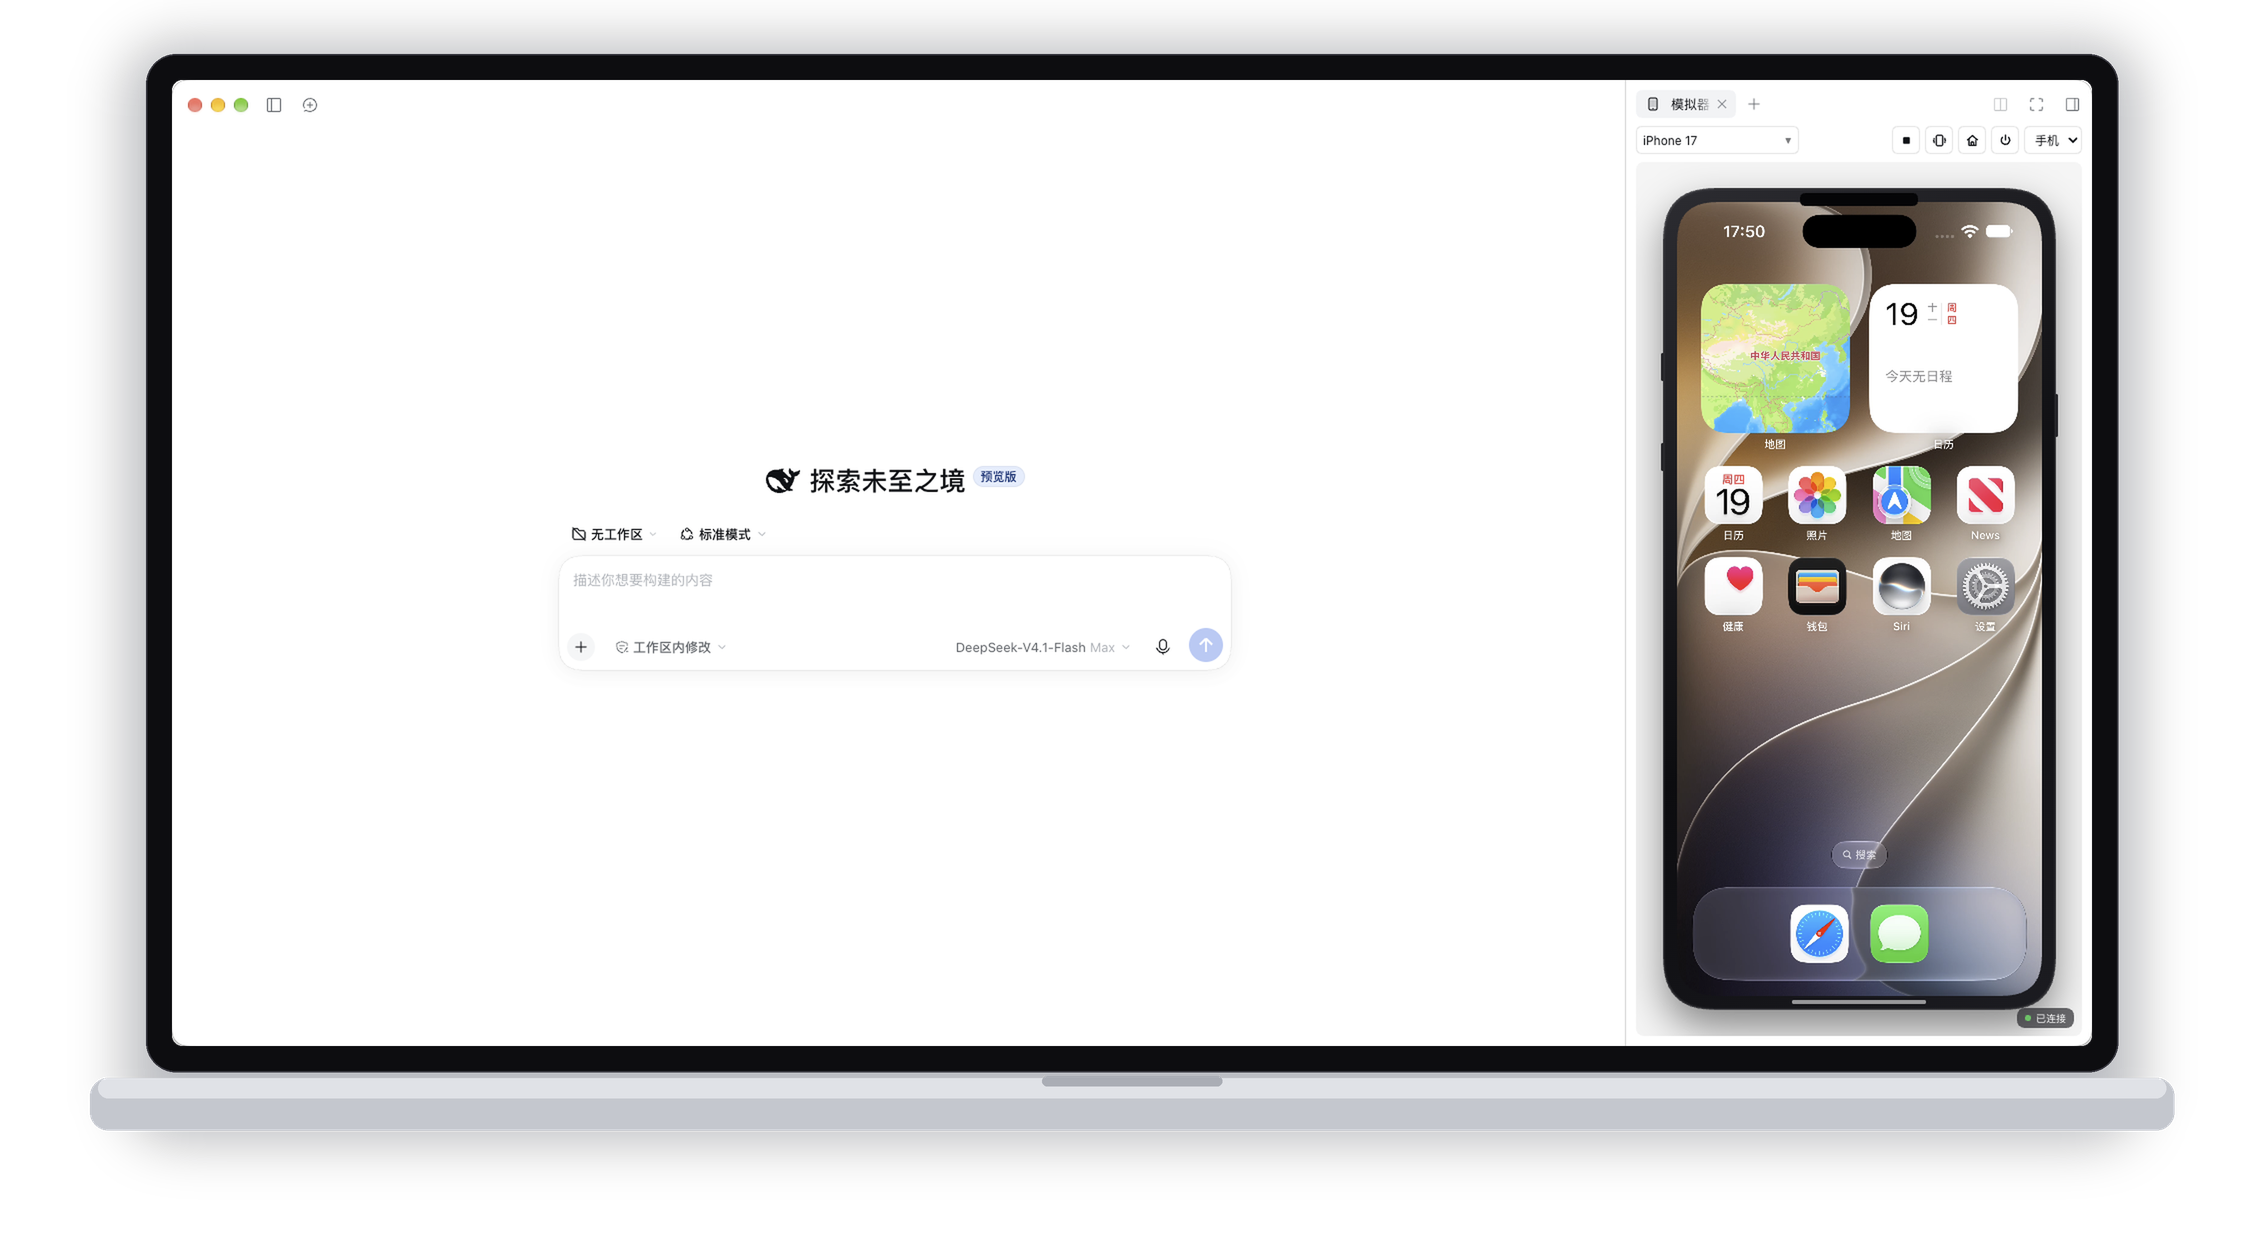 模拟器
iPhone 17
手机
17:50
中华人民共和国
19 十一 周四
今天无日程
地图
日历
周四
19
日历
照片
地图
News
健康
钱包
Siri
设置
搜索
已连接
探索未至之境 预览版
无工作区 标准模式
描述你想要构建的内容
工作区内修改 DeepSeek-V4.1-Flash Max